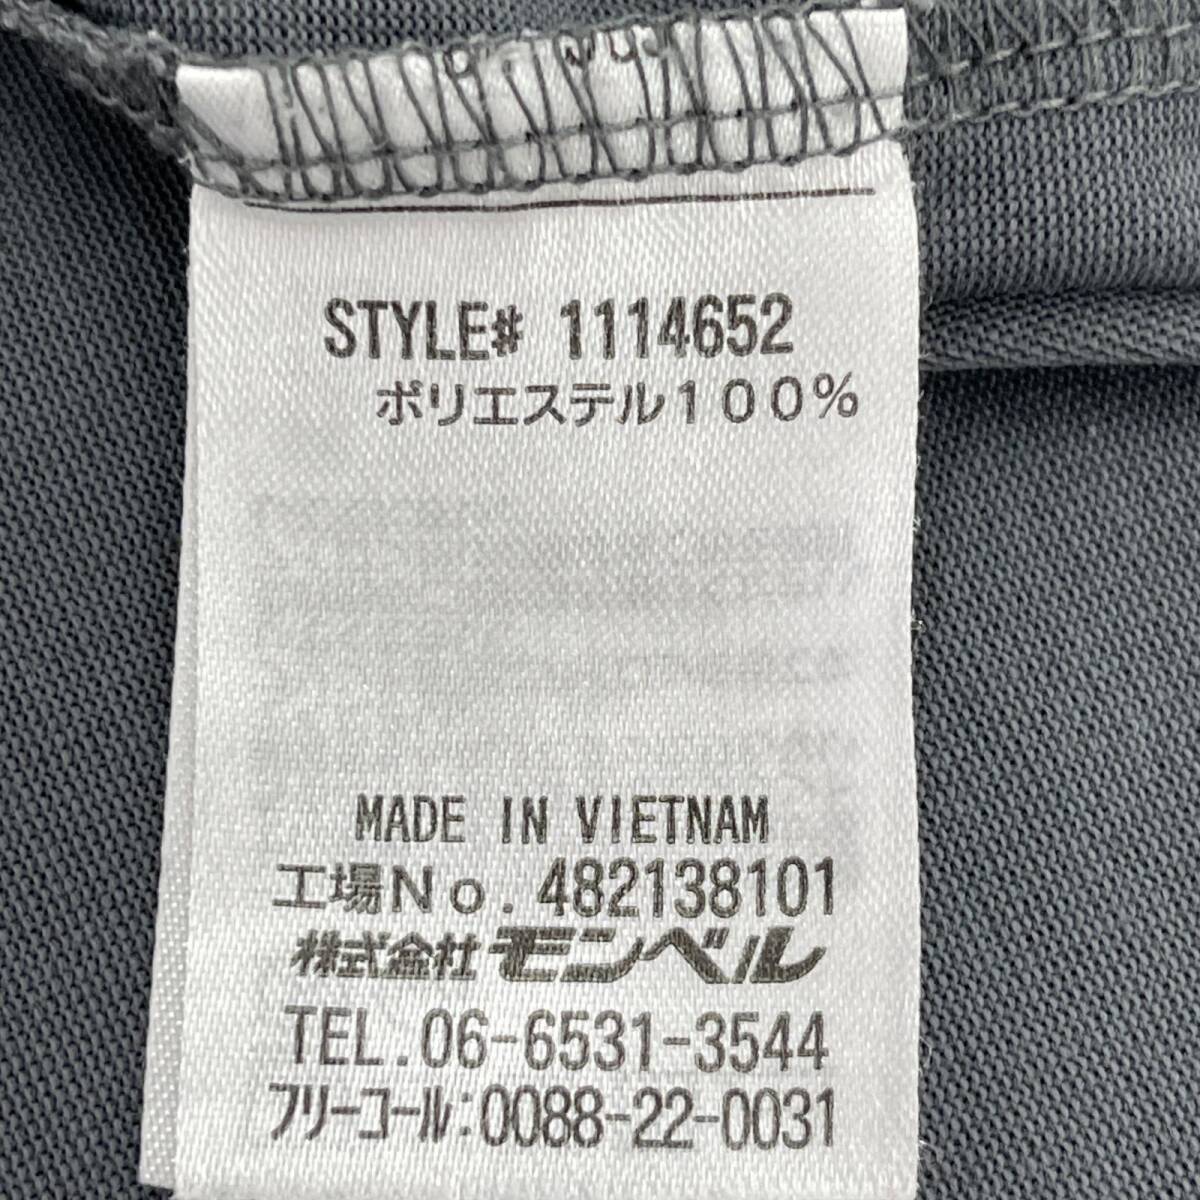 STYLE# 1114652
ポリエステル100%
MADE IN VIETNAM
工場No. 482138101
株式会社モンベル
TEL.06-6531-3544
フリーコール:0088-22-0031